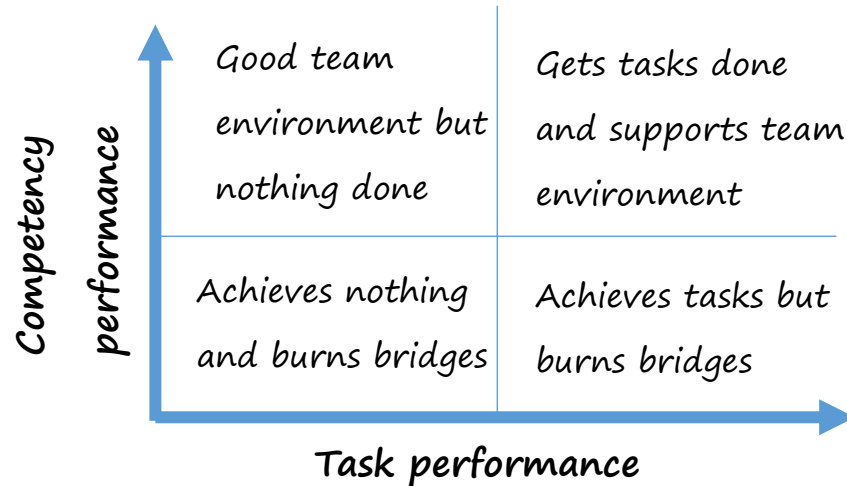 Competency
performance
Good team
environment but
nothing done
Gets tasks done
and supports team
environment
Achieves nothing
and burns bridges
Achieves tasks but
burns bridges
Task performance